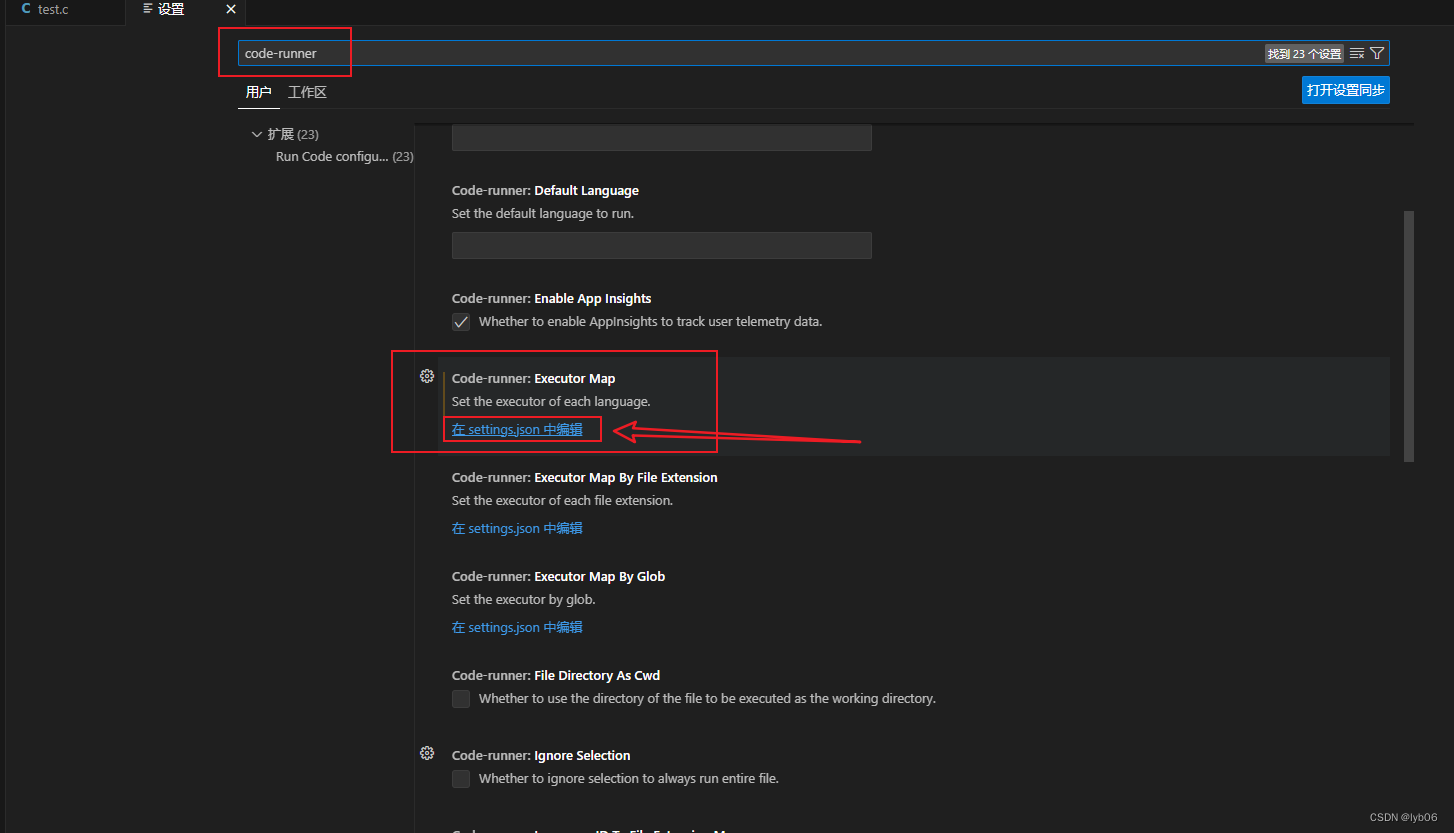 C test.c
设置
code-runner
找到 23 个设置
用户 工作区
打开设置同步
扩展 (23)
Run Code configu... (23)
Code-runner: Default Language
Set the default language to run.
Code-runner: Enable App Insights
Whether to enable AppInsights to track user telemetry data.
Code-runner: Executor Map
Set the executor of each language.
在 settings.json 中编辑
Code-runner: Executor Map By File Extension
Set the executor of each file extension.
在 settings.json 中编辑
Code-runner: Executor Map By Glob
Set the executor by glob.
在 settings.json 中编辑
Code-runner: File Directory As Cwd
Whether to use the directory of the file to be executed as the working directory.
Code-runner: Ignore Selection
Whether to ignore selection to always run entire file.
CSDN @lyb06